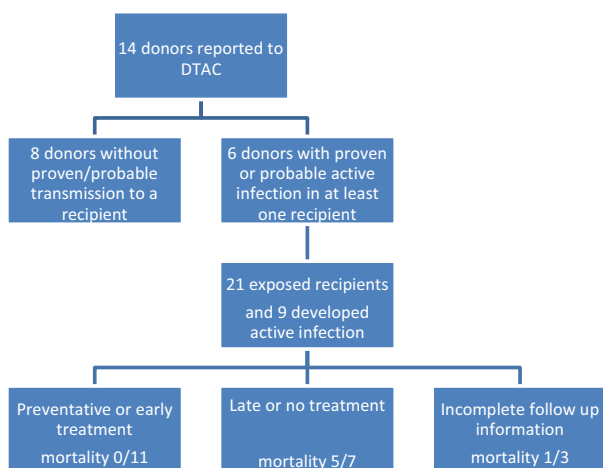 14 donors reported to
DTAC
8 donors without
proven/probable
transmission to a
recipient
6 donors with proven
or probable active
infection in at least
one recipient
21 exposed recipients
and 9 developed
active infection
Preventative or early
treatment
mortality 0/11
Late or no treatment
mortality 5/7
Incomplete follow up
information
mortality 1/3